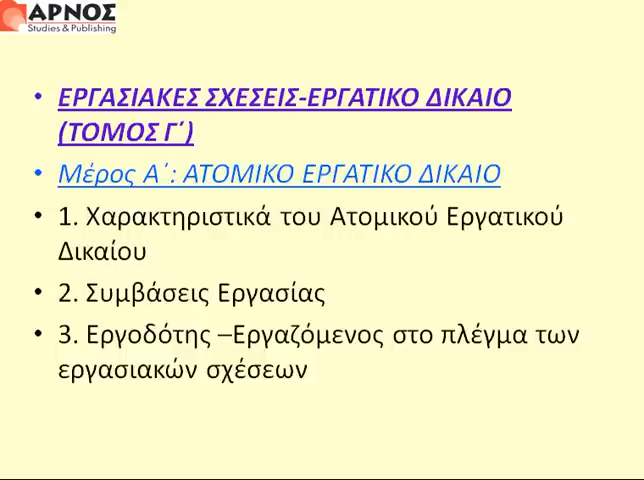 ΑΡΝΟΣ
Studies & Publishing
• ΕΡΓΑΣΙΑΚΕΣ ΣΧΕΣΕΙΣ-ΕΡΓΑΤΙΚΟ ΔΙΚΑΙΟ
(ΤΟΜΟΣ Γ΄)
• Μέρος Α΄: ΑΤΟΜΙΚΟ ΕΡΓΑΤΙΚΟ ΔΙΚΑΙΟ
• 1. Χαρακτηριστικά του Ατομικού Εργατικού
Δικαίου
• 2. Συμβάσεις Εργασίας
• 3. Εργοδότης –Εργαζόμενος στο πλέγμα των
εργασιακών σχέσεων